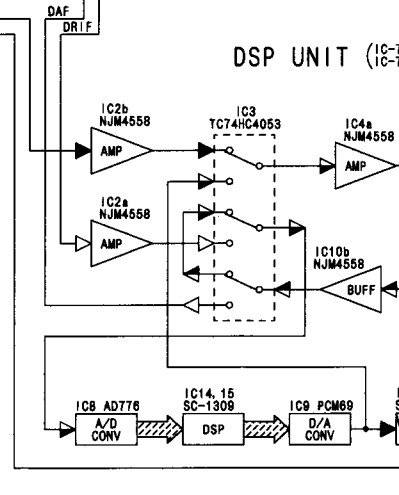 DAF
DRIF
DSP UNIT
IC2b
NJM4558
AMP
IC3
TC74HC4053
IC4a
NJM4558
AMP
IC2a
NJM4558
AMP
IC10b
NJM4558
BUFF
IC8 AD776
A/D
CONV
IC14, 15
SC-1309
DSP
IC9 PCM69
D/A
CONV